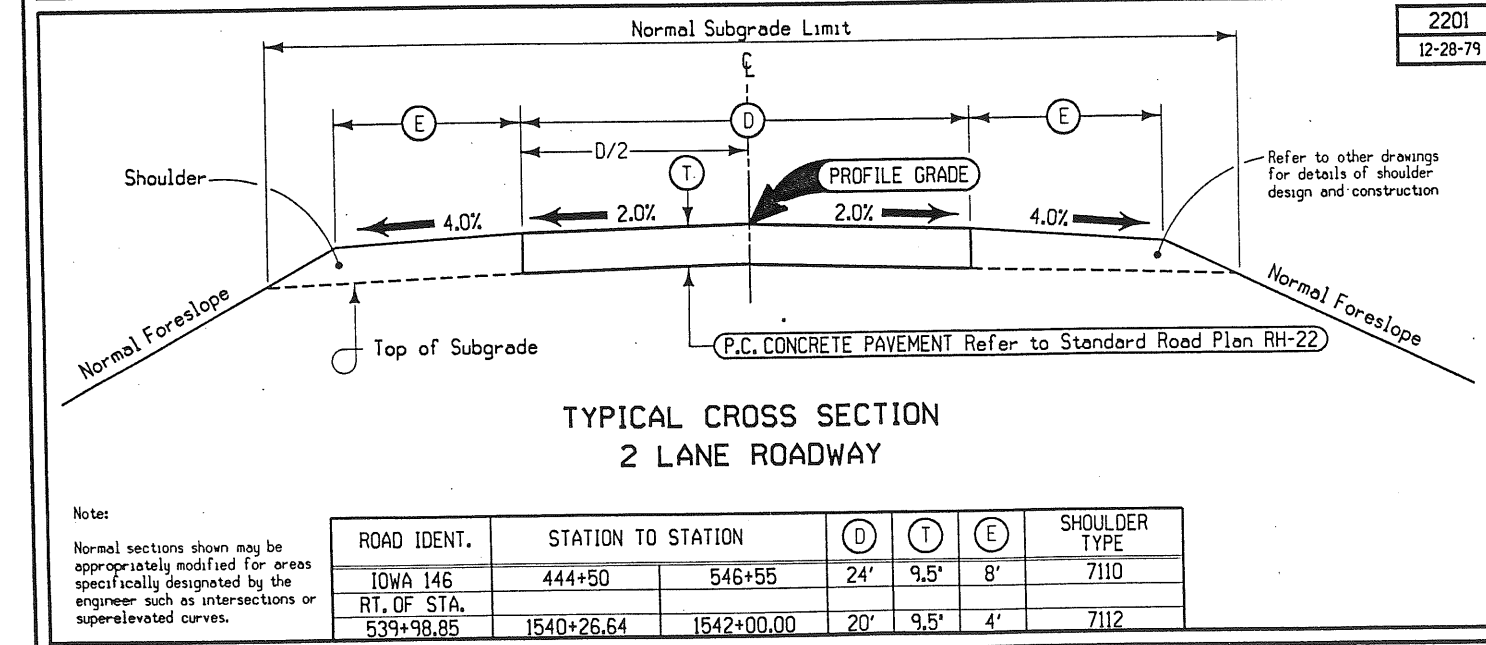 Normal Subgrade Limit
2201
12-28-79
℄
E
D
E
D/2
Shoulder
T
PROFILE GRADE
Refer to other drawings
for details of shoulder
design and construction
4.0%
2.0%
2.0%
4.0%
Normal Foreslope
Normal Foreslope
Top of Subgrade
P.C. CONCRETE PAVEMENT Refer to Standard Road Plan RH-22
TYPICAL CROSS SECTION
2 LANE ROADWAY
Note:
Normal sections shown may be
appropriately modified for areas
specifically designated by the
engineer such as intersections or
superelevated curves.
ROAD IDENT. STATION TO STATION D T E SHOULDER
TYPE
IOWA 146 444+50 546+55 24' 9.5" 8' 7110
RT. OF STA.
539+98.85 1540+26.64 1542+00.00 20' 9.5" 4' 7112